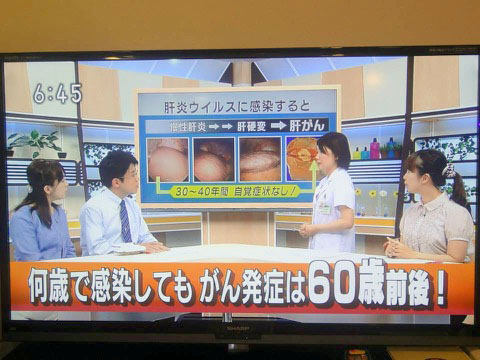 6:45
肝炎ウイルスに感染すると
慢性肝炎→→肝硬変→肝がん
30～40年間 自覚症状なし!
何歳で感染しても がん発症は60歳前後!
SHARP